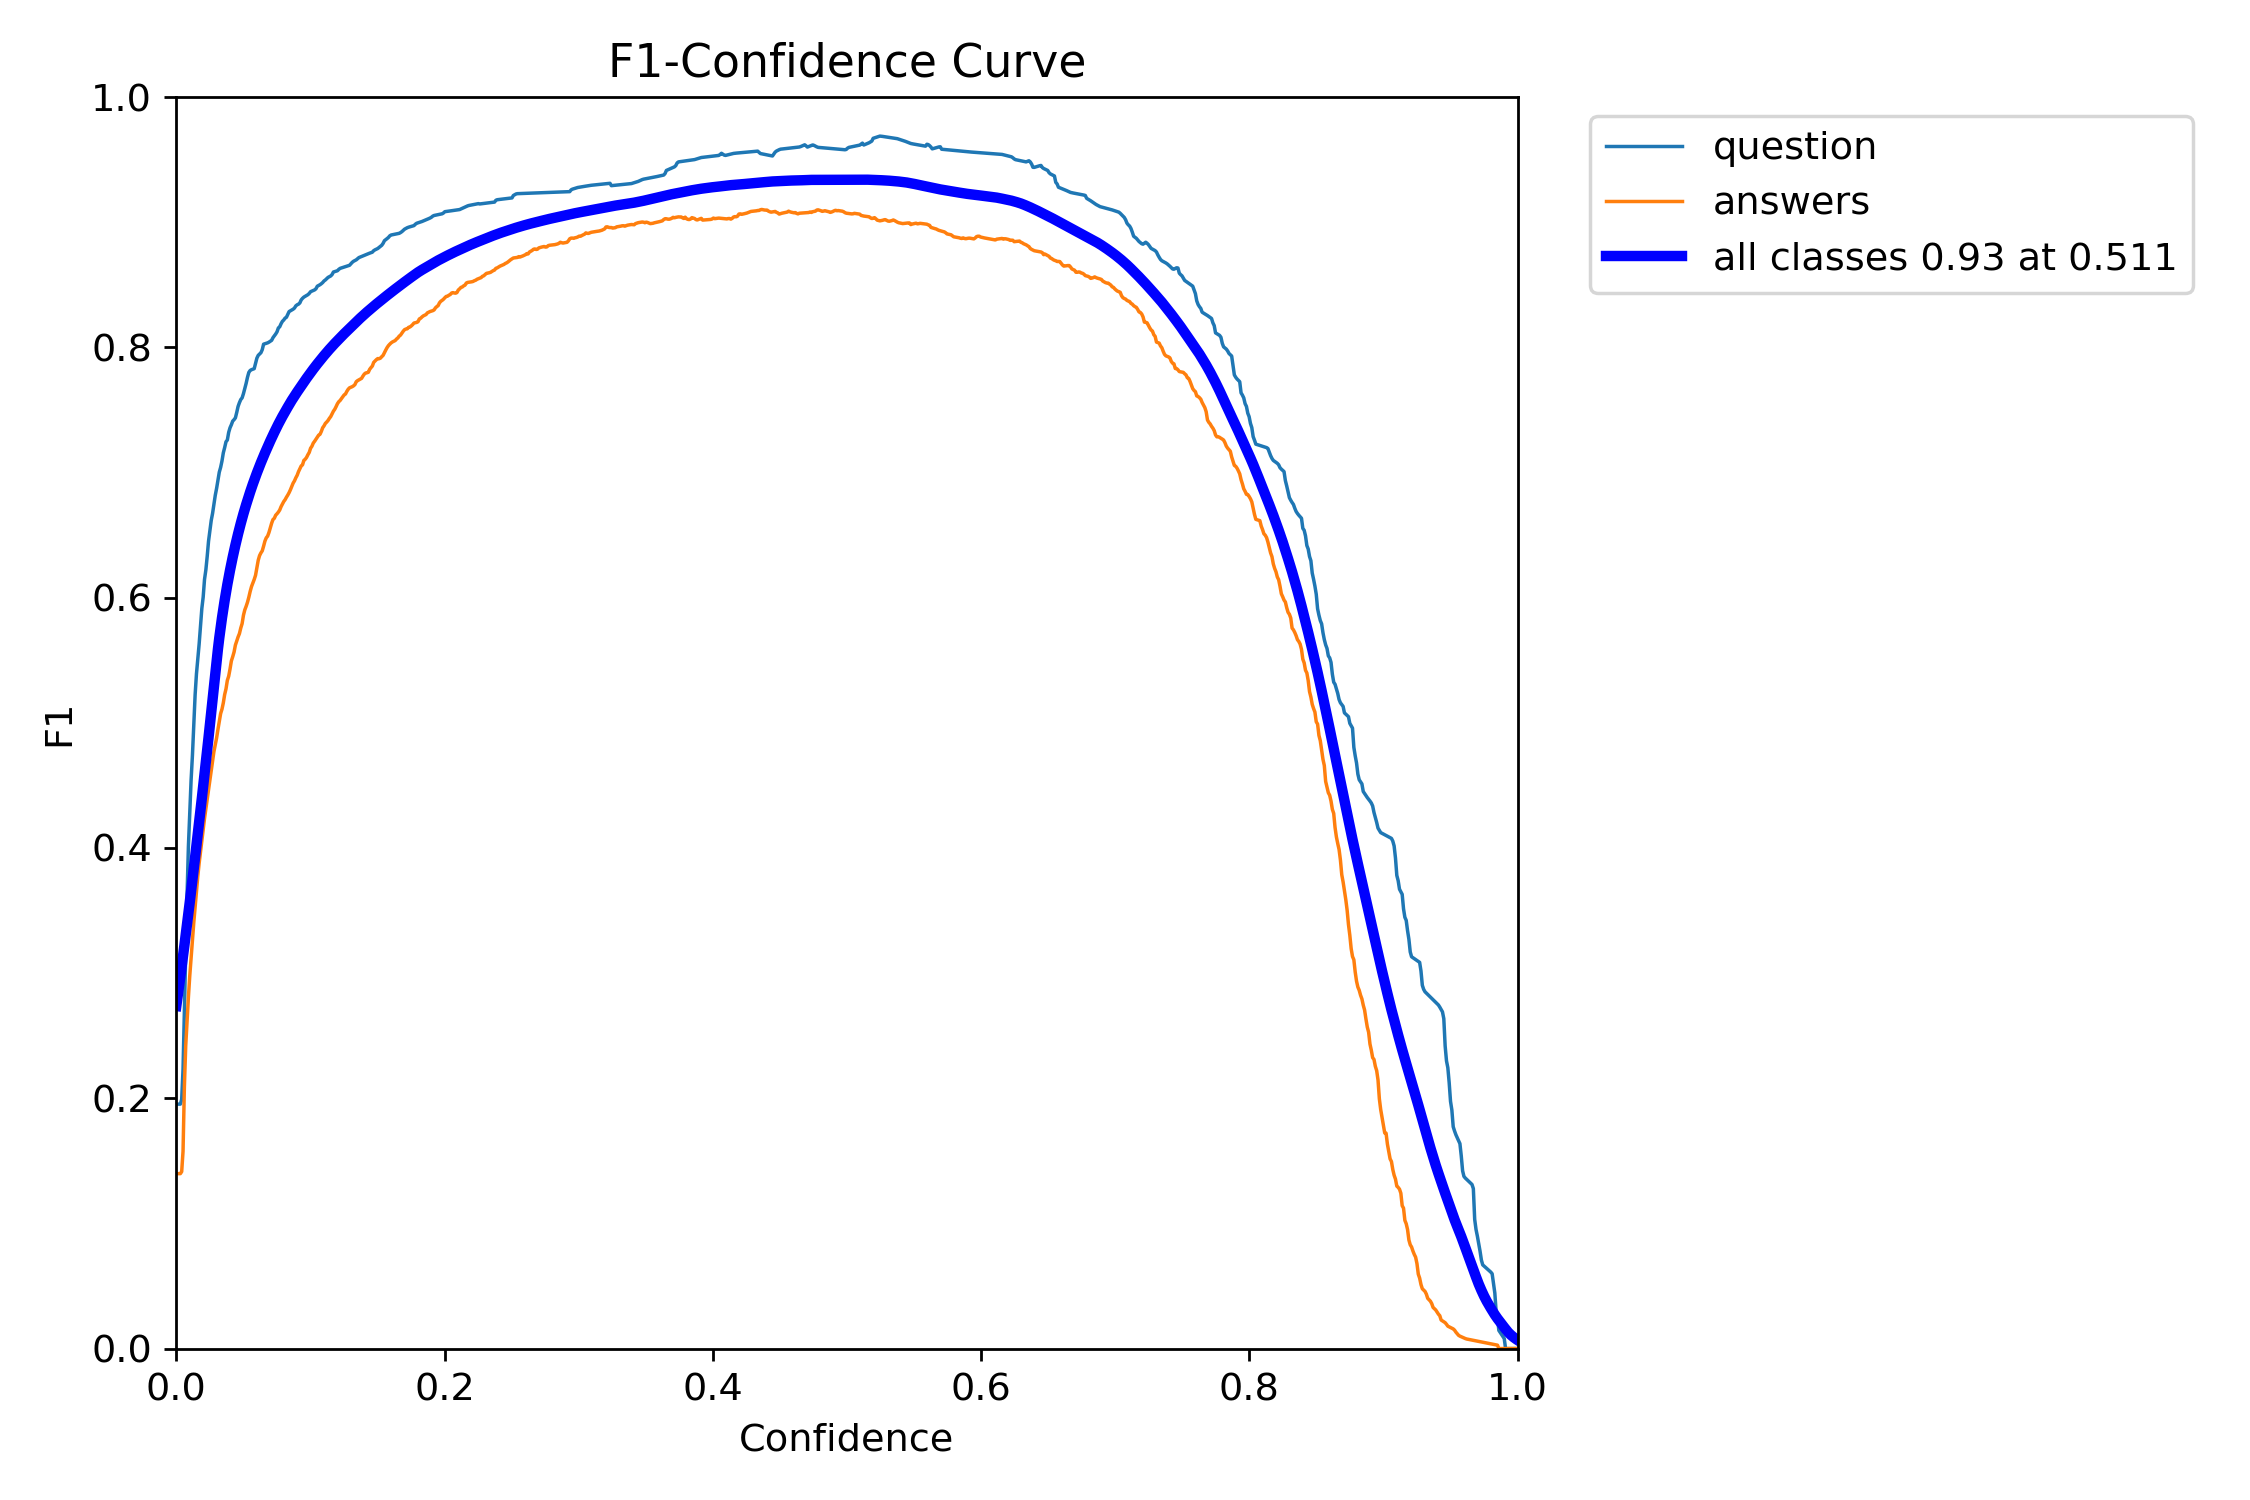 F1-Confidence Curve
question
answers
all classes 0.93 at 0.511
1.0
0.8
0.6
0.4
0.2
0.0
F1
0.0 0.2 0.4 0.6 0.8 1.0
Confidence